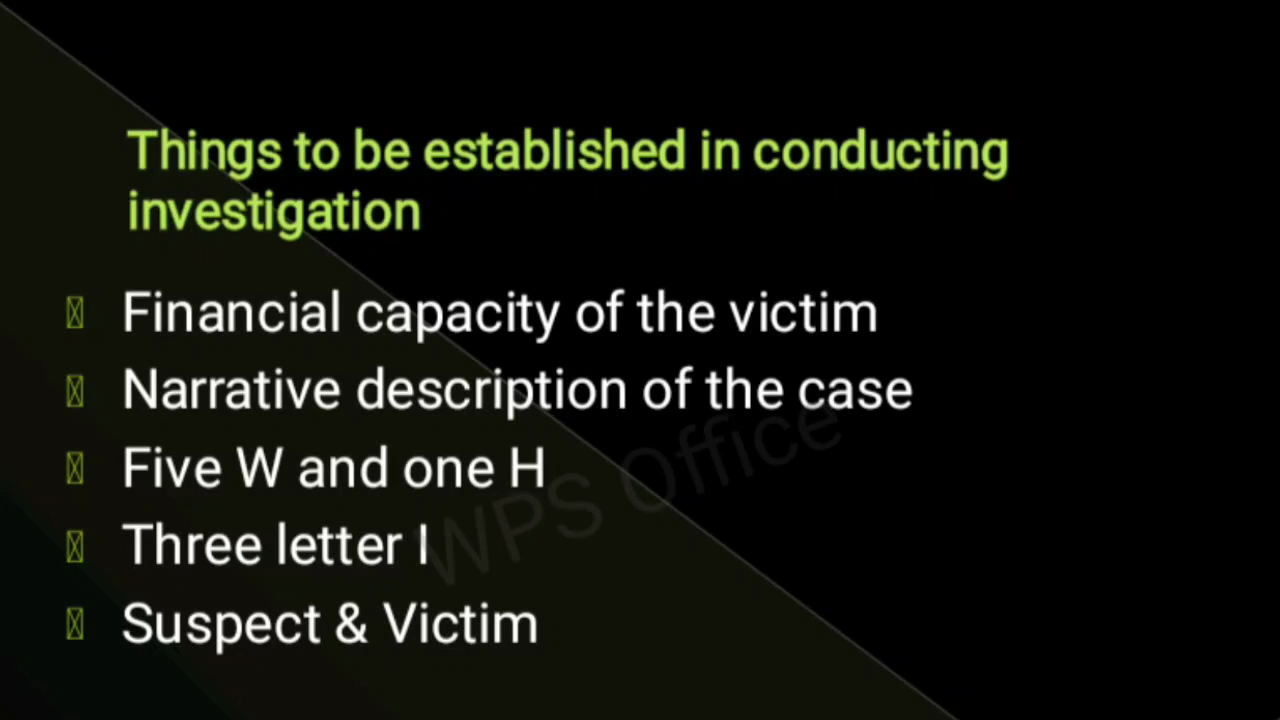 Things to be established in conducting
investigation
Financial capacity of the victim
Narrative description of the case
Five W and one H
Three letter I
Suspect & Victim
WPS Office